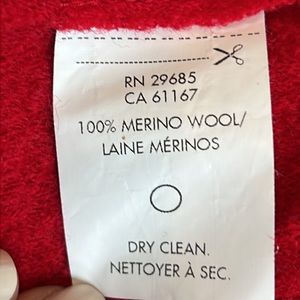 RN 29685
CA 61167
100% MERINO WOOL/
LAINE MÉRINOS
DRY CLEAN.
NETTOYER À SEC.